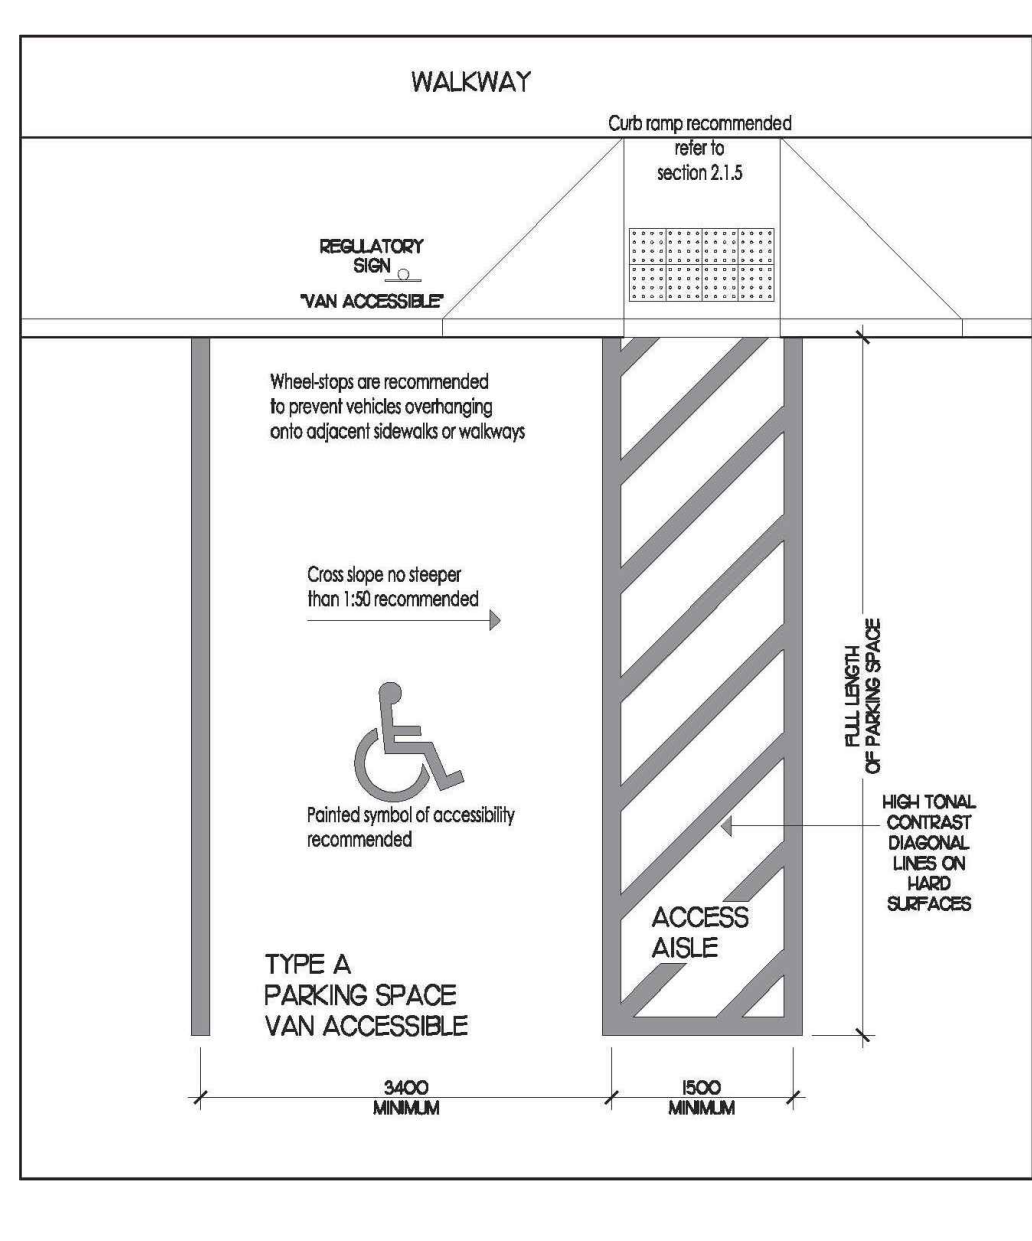 WALKWAY
Curb ramp recommended
refer to
section 2.1.5
REGULATORY
SIGN
"VAN ACCESSIBLE"
Wheel-stops are recommended
to prevent vehicles overhanging
onto adjacent sidewalks or walkways
Cross slope no steeper
than 1:50 recommended
FULL LENGTH
OF PARKING SPACE
Painted symbol of accessibility
recommended
HIGH TONAL
CONTRAST
DIAGONAL
LINES ON
HARD
SURFACES
ACCESS
AISLE
TYPE A
PARKING SPACE
VAN ACCESSIBLE
3400
MINIMUM
1500
MINIMUM